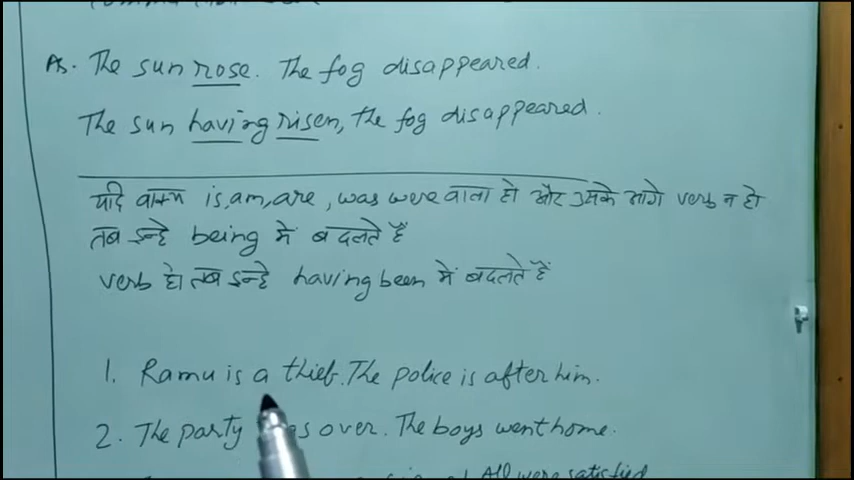 As. The sun rose. The fog disappeared.
The sun having risen, the fog disappeared.
यदि वाक्य is, am, are, was were वाला हो और उसके आगे verb न हो
तब इन्हे being में बदलते हैं
verb हो तब इन्हे having been में बदलते हैं
1. Ramu is a thief. The police is after him.
2. The party over. The boys went home.
All were satisfied